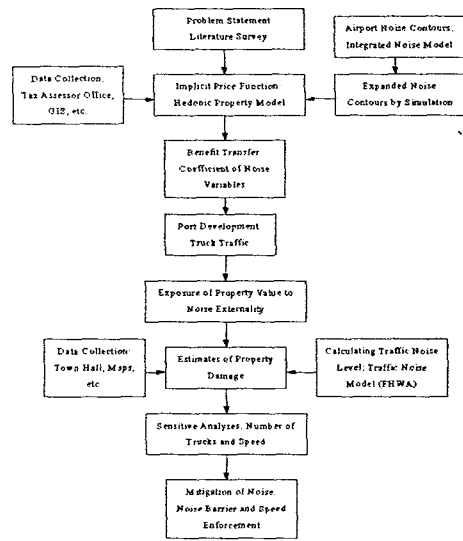 Problem Statement
Literature Survey
Airport Noise Contours:
Integrated Noise Model
Data Collection:
Tax Assessor Office,
GIS, etc.
Implicit Price Function:
Hedonic Property Model
Expanded Noise
Contours by Simulation
Benefit Transfer
Coefficient of Noise
Variables
Port Development
Truck Traffic
Exposure of Property Value to
Noise Externality
Data Collection:
Town Hall, Maps,
etc
Estimates of Property
Damage
Calculating Traffic Noise
Level: Traffic Noise
Model (FHWA)
Sensitive Analyses: Number of
Trucks and Speed
Mitigation of Noise:
Noise Barrier and Speed
Enforcement